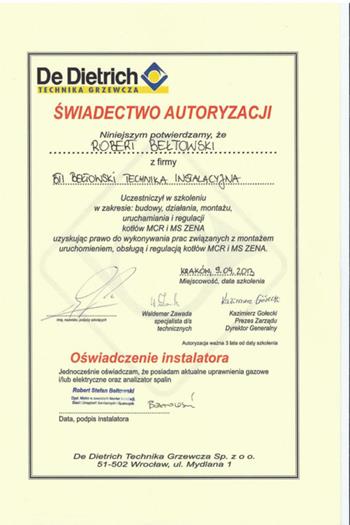 De Dietrich
TECHNIKA GRZEWCZA
ŚWIADECTWO AUTORYZACJI
Niniejszym potwierdzamy, że
ROBERT BEŁTOWSKI
z firmy
BTI BEŁTOWSKI TECHNIKA INSTALACYJNA
Uczestniczył w szkoleniu
w zakresie: budowy, działania, montażu,
uruchamiania i regulacji
kotłów MCR i MS ZENA
uzyskując prawo do wykonywania prac związanych z montażem
uruchomieniem, obsługą i regulacją kotłów MCR i MS ZENA.
KRAKÓW, 9.04.2013
Miejscowość, data szkolenia
Waldemar Zawada
specjalista d/s
technicznych
Kazimierz Gołecki
Prezes Zarządu
Dyrektor Generalny
Autoryzacja ważna 3 lata od daty szkolenia
Oświadczenie instalatora
Jednocześnie oświadczam, że posiadam aktualne uprawnienia gazowe
i/lub elektryczne oraz analizator spalin
Robert Stefan Bełtowski
Data, podpis instalatora
De Dietrich Technika Grzewcza Sp. z o.o.
51-502 Wrocław, ul. Mydlana 1